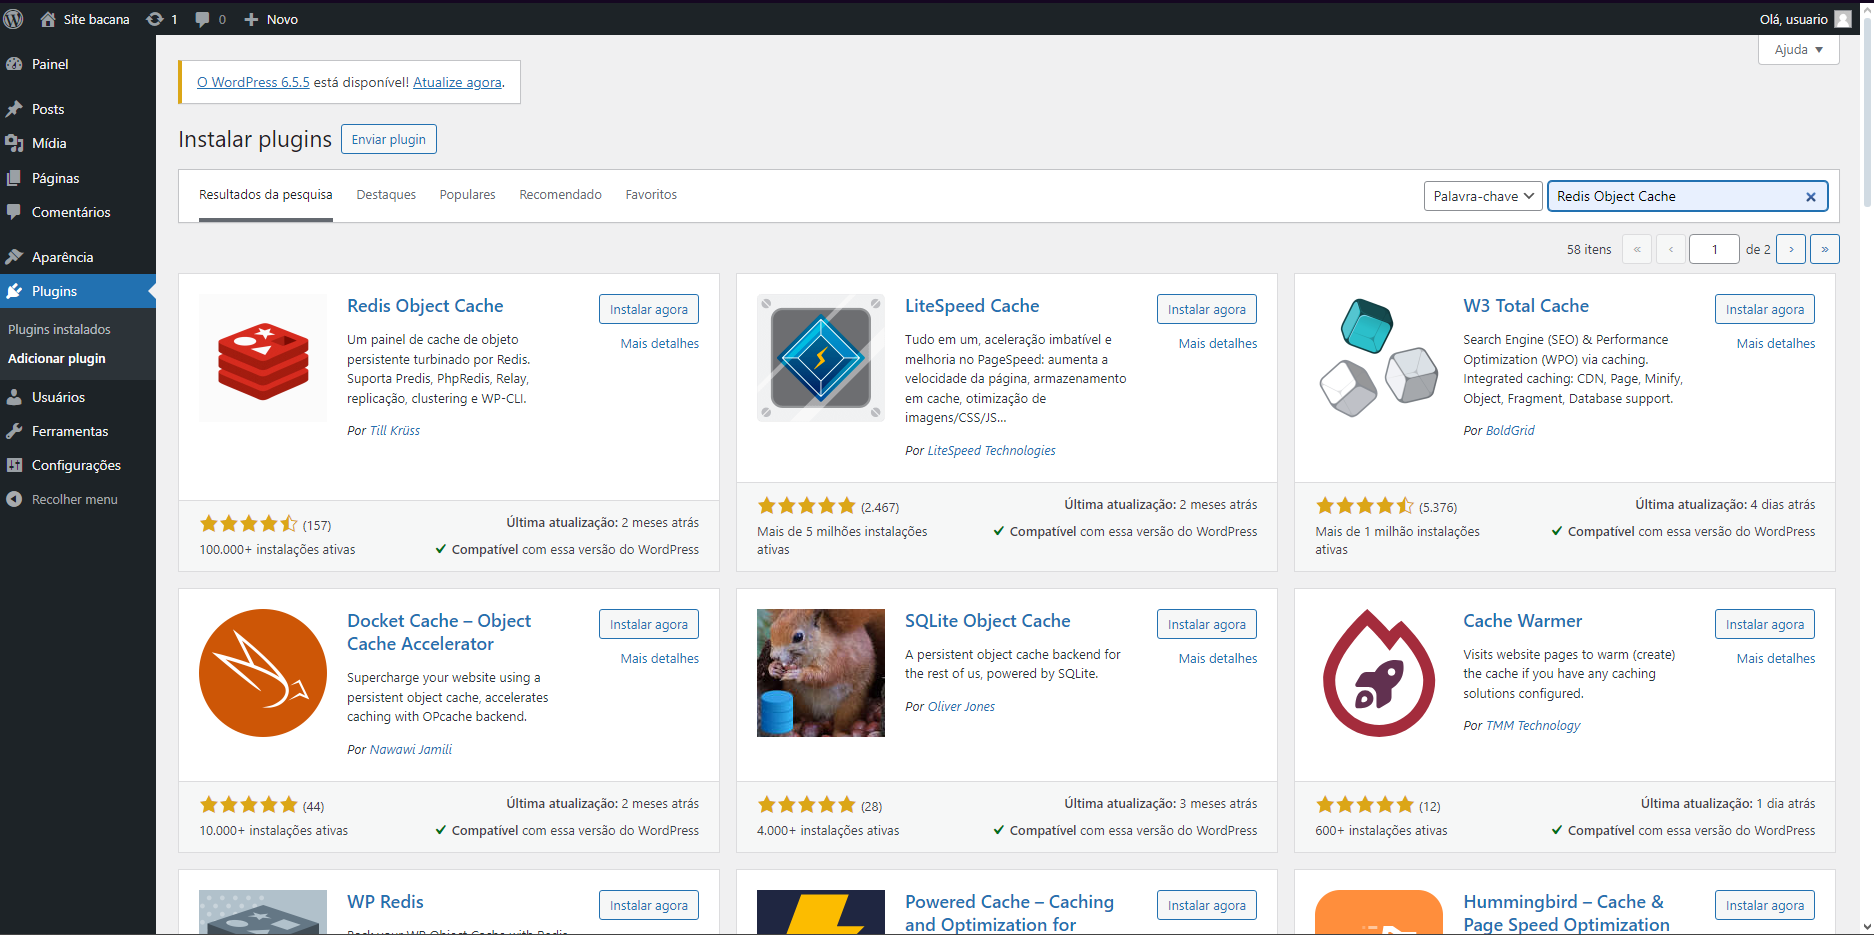 Site bacana 1 0 Novo Olá, usuario
Ajuda
Painel
Posts
Mídia
Páginas
Comentários
Aparência
Plugins
Plugins instalados
Adicionar plugin
Usuários
Ferramentas
Configurações
Recolher menu
O WordPress 6.5.5 está disponível! Atualize agora.
Instalar plugins Enviar plugin
Resultados da pesquisa Destaques Populares Recomendado Favoritos Palavra-chave Redis Object Cache
58 itens « ‹ 1 de 2 › »
Redis Object Cache
Instalar agora
Mais detalhes
Um painel de cache de objeto
persistente turbinado por Redis.
Suporta Predis, PhpRedis, Relay,
replicação, clustering e WP-CLI.
Por Till Krüss
(157)
100.000+ instalações ativas
Última atualização: 2 meses atrás
Compatível com essa versão do WordPress
LiteSpeed Cache
Instalar agora
Mais detalhes
Tudo em um, aceleração imbatível e
melhoria no PageSpeed: aumenta a
velocidade da página, armazenamento
em cache, otimização de
imagens/CSS/JS...
Por LiteSpeed Technologies
(2.467)
Mais de 5 milhões instalações
ativas
Última atualização: 2 meses atrás
Compatível com essa versão do WordPress
W3 Total Cache
Instalar agora
Mais detalhes
Search Engine (SEO) & Performance
Optimization (WPO) via caching.
Integrated caching: CDN, Page, Minify,
Object, Fragment, Database support.
Por BoldGrid
(5.376)
Mais de 1 milhão instalações
ativas
Última atualização: 4 dias atrás
Compatível com essa versão do WordPress
Docket Cache – Object
Cache Accelerator
Instalar agora
Mais detalhes
Supercharge your website using a
persistent object cache, accelerates
caching with OPcache backend.
Por Nawawi Jamili
(44)
10.000+ instalações ativas
Última atualização: 2 meses atrás
Compatível com essa versão do WordPress
SQLite Object Cache
Instalar agora
Mais detalhes
A persistent object cache backend for
the rest of us, powered by SQLite.
Por Oliver Jones
(28)
4.000+ instalações ativas
Última atualização: 3 meses atrás
Compatível com essa versão do WordPress
Cache Warmer
Instalar agora
Mais detalhes
Visits website pages to warm (create)
the cache if you have any caching
solutions configured.
Por TMM Technology
(12)
600+ instalações ativas
Última atualização: 1 dia atrás
Compatível com essa versão do WordPress
WP Redis
Instalar agora
Powered Cache – Caching
and Optimization for
Instalar agora
Hummingbird – Cache &
Page Speed Optimization
Instalar agora